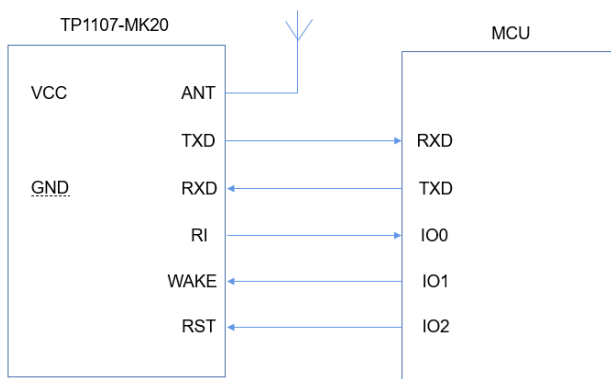 TP1107-MK20
MCU
VCC
ANT
TXD
RXD
GND
RXD
TXD
RI
IO0
WAKE
IO1
RST
IO2